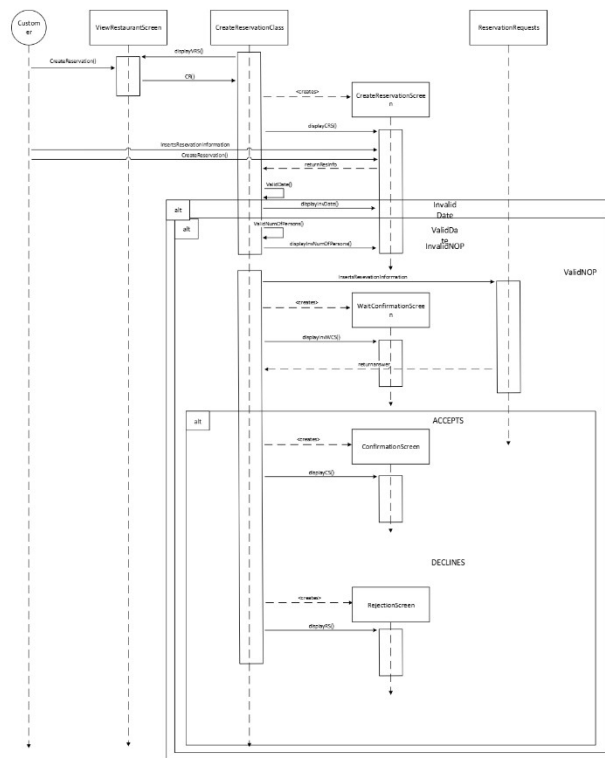 Custom
er
ViewRestaurantScreen
CreateReservationClass
ReservationRequests
displayVRS()
CreateReservation()
CR()
<creates>
CreateReservationScree
n
displayCRS()
InsertsResevationInformation
CreateReservation()
returnResInfo
ValidDate()
alt
displayInvDate()
Invalid
Date
alt
ValidNumOfPersons()
ValidDa
te
displayInvNumOfPersons()
InvalidNOP
ValidNOP
InsertsResevationInformation
<creates>
WaitConfirmationScree
n
displayInvWCS()
returnanswer
alt
ACCEPTS
<creates>
ConfirmationScreen
displayCS()
DECLINES
<creates>
RejectionScreen
displayRS()